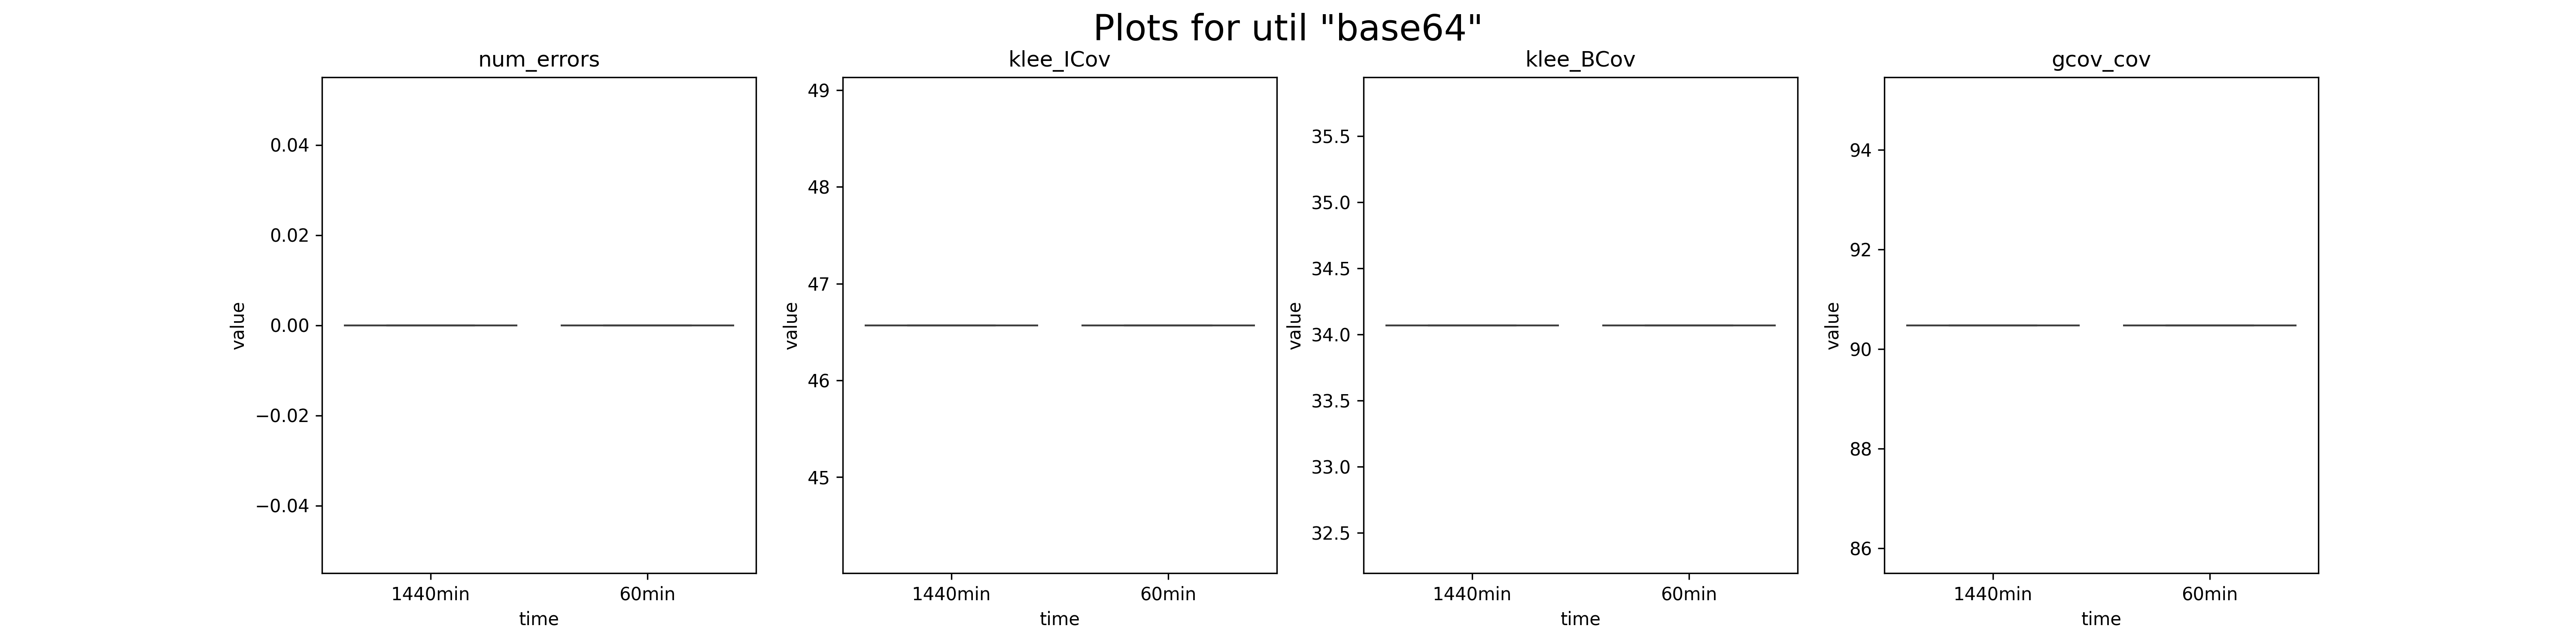 Plots for util "base64"
num_errors
klee_ICov
klee_BCov
gcov_cov
value
0.04
0.02
0.00
−0.02
−0.04
1440min
60min
time
value
49
48
47
46
45
1440min
60min
time
value
35.5
35.0
34.5
34.0
33.5
33.0
32.5
1440min
60min
time
value
94
92
90
88
86
1440min
60min
time